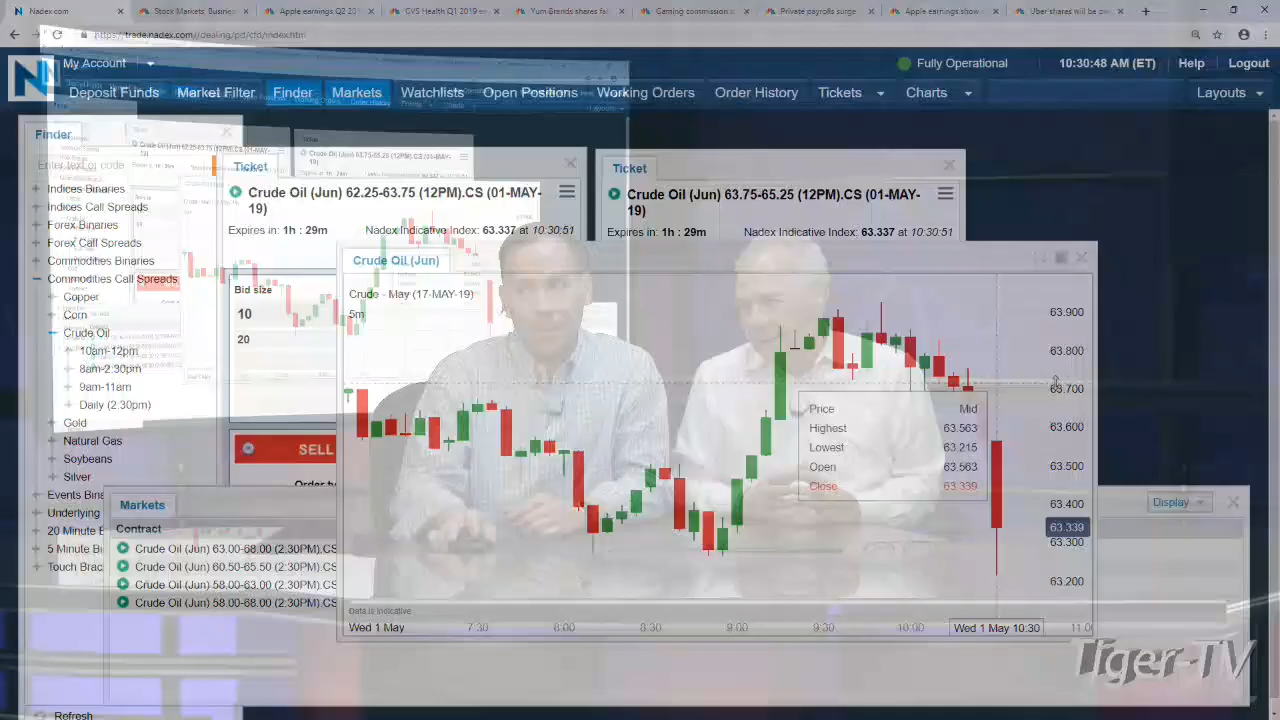 Nadex.com
Stock Markets, Business
Apple earnings Q2 201
CVS Health Q1 2019 ea
Yum Brands shares fall
Gaming commission
Private payrolls surge
Apple earnings show
Uber shares will be
https://trade.nadex.com//dealing/pd/cfd/index.htm
My Account
Fully Operational
10:30:48 AM (ET)
Help
Logout
Deposit Funds
Market Filter
Finder
Markets
Watchlists
Open Positions
Working Orders
Order History
Tickets
Charts
Layouts
Finder
Enter text or code
Indices Binaries
Indices Call Spreads
Forex Binaries
Forex Call Spreads
Commodities Binaries
Commodities Call Spreads
Copper
Corn
Crude Oil
10am-12pm
8am-2:30pm
9am-11am
Daily (2:30pm)
Gold
Natural Gas
Soybeans
Silver
Events Bina
Underlying
20 Minute B
5 Minute Bi
Touch Brac
Refresh
Ticket
Crude Oil (Jun) 62.25-63.75 (12PM).CS (01-MAY-
19)
Expires in: 1h : 29m
Nadex Indicative Index: 63.337 at 10:30:51
Bid size
10
20
SELL
Order ty
Ticket
Crude Oil (Jun) 63.75-65.25 (12PM).CS (01-MAY-
19)
Expires in: 1h : 29m
Nadex Indicative Index: 63.337 at 10:30:51
Crude Oil (Jun)
Crude - May (17-MAY-19)
5m
63.900
63.800
63.700
63.600
63.500
63.400
63.339
63.300
63.200
Price Mid
Highest 63.563
Lowest 63.215
Open 63.563
Close 63.339
Data is indicative
Wed 1 May
7:30
8:00
8:30
9:00
9:30
10:00
Wed 1 May 10:30
11:0
Markets
Display
Contract
Crude Oil (Jun) 63.00-68.00 (2:30PM).CS
Crude Oil (Jun) 60.50-65.50 (2:30PM).CS
Crude Oil (Jun) 58.00-63.00 (2:30PM).CS
Crude Oil (Jun) 58.00-68.00 (2:30PM).CS
Tiger-TV